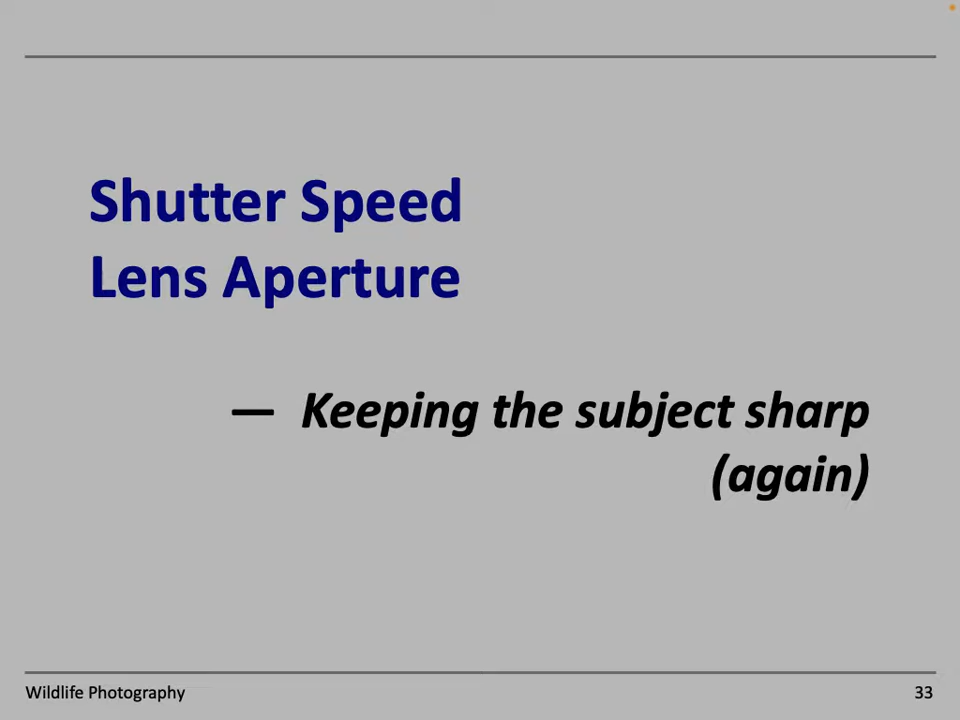 Shutter Speed
Lens Aperture
— Keeping the subject sharp
(again)
Wildlife Photography
33